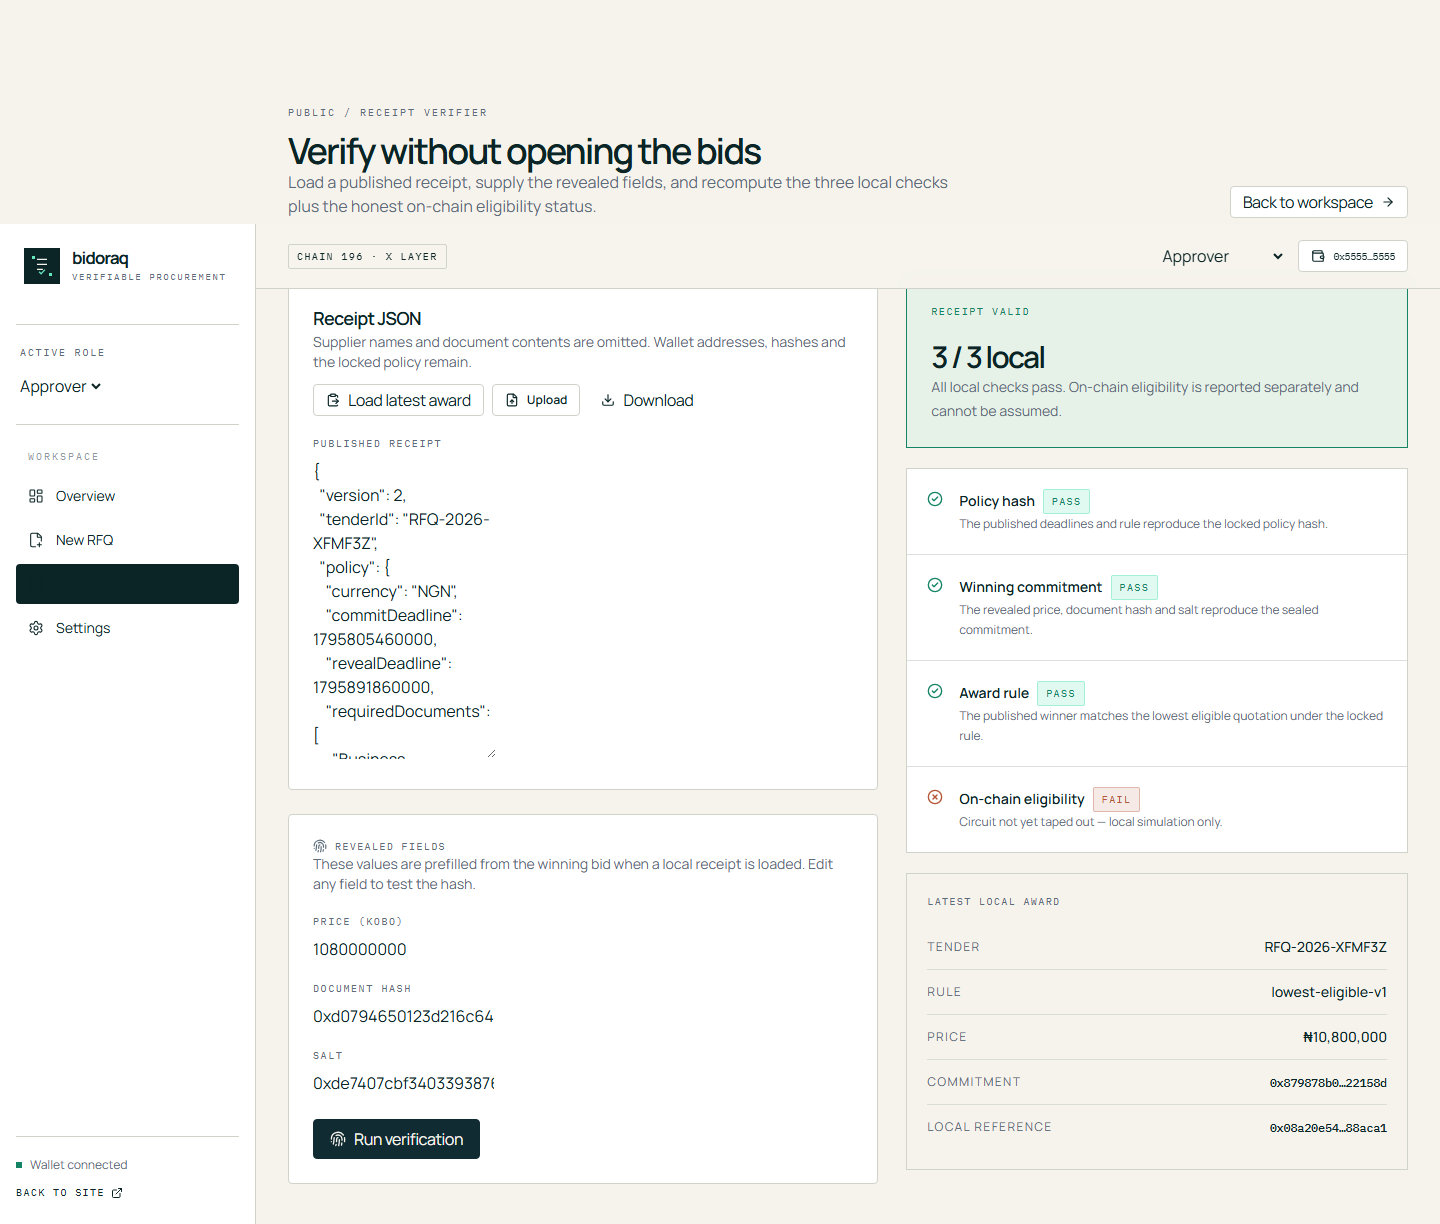 PUBLIC / RECEIPT VERIFIER
Verify without opening the bids
Load a published receipt, supply the revealed fields, and recompute the three local checks
plus the honest on-chain eligibility status.
Back to workspace
bidoraq
VERIFIABLE PROCUREMENT
CHAIN 196 · X LAYER
Approver
0x5555…5555
ACTIVE ROLE
Approver
WORKSPACE
Overview
New RFQ
Settings
Wallet connected
BACK TO SITE
Receipt JSON
Supplier names and document contents are omitted. Wallet addresses, hashes and
the locked policy remain.
Load latest award
Upload
Download
PUBLISHED RECEIPT
{
"version": 2,
"tenderId": "RFQ-2026-
XFMF3Z",
"policy": {
"currency": "NGN",
"commitDeadline":
1795805460000,
"revealDeadline":
1795891860000,
"requiredDocuments":
[
"Business
REVEALED FIELDS
These values are prefilled from the winning bid when a local receipt is loaded. Edit
any field to test the hash.
PRICE (KOBO)
1080000000
DOCUMENT HASH
0xd0794650123d216c64
SALT
0xde7407cbf3403393876
Run verification
RECEIPT VALID
3 / 3 local
All local checks pass. On-chain eligibility is reported separately and
cannot be assumed.
Policy hash
PASS
The published deadlines and rule reproduce the locked policy hash.
Winning commitment
PASS
The revealed price, document hash and salt reproduce the sealed
commitment.
Award rule
PASS
The published winner matches the lowest eligible quotation under the locked
rule.
On-chain eligibility
FAIL
Circuit not yet taped out — local simulation only.
LATEST LOCAL AWARD
TENDER
RFQ-2026-XFMF3Z
RULE
lowest-eligible-v1
PRICE
₦10,800,000
COMMITMENT
0x879878b0…22158d
LOCAL REFERENCE
0x08a20e54…88aca1